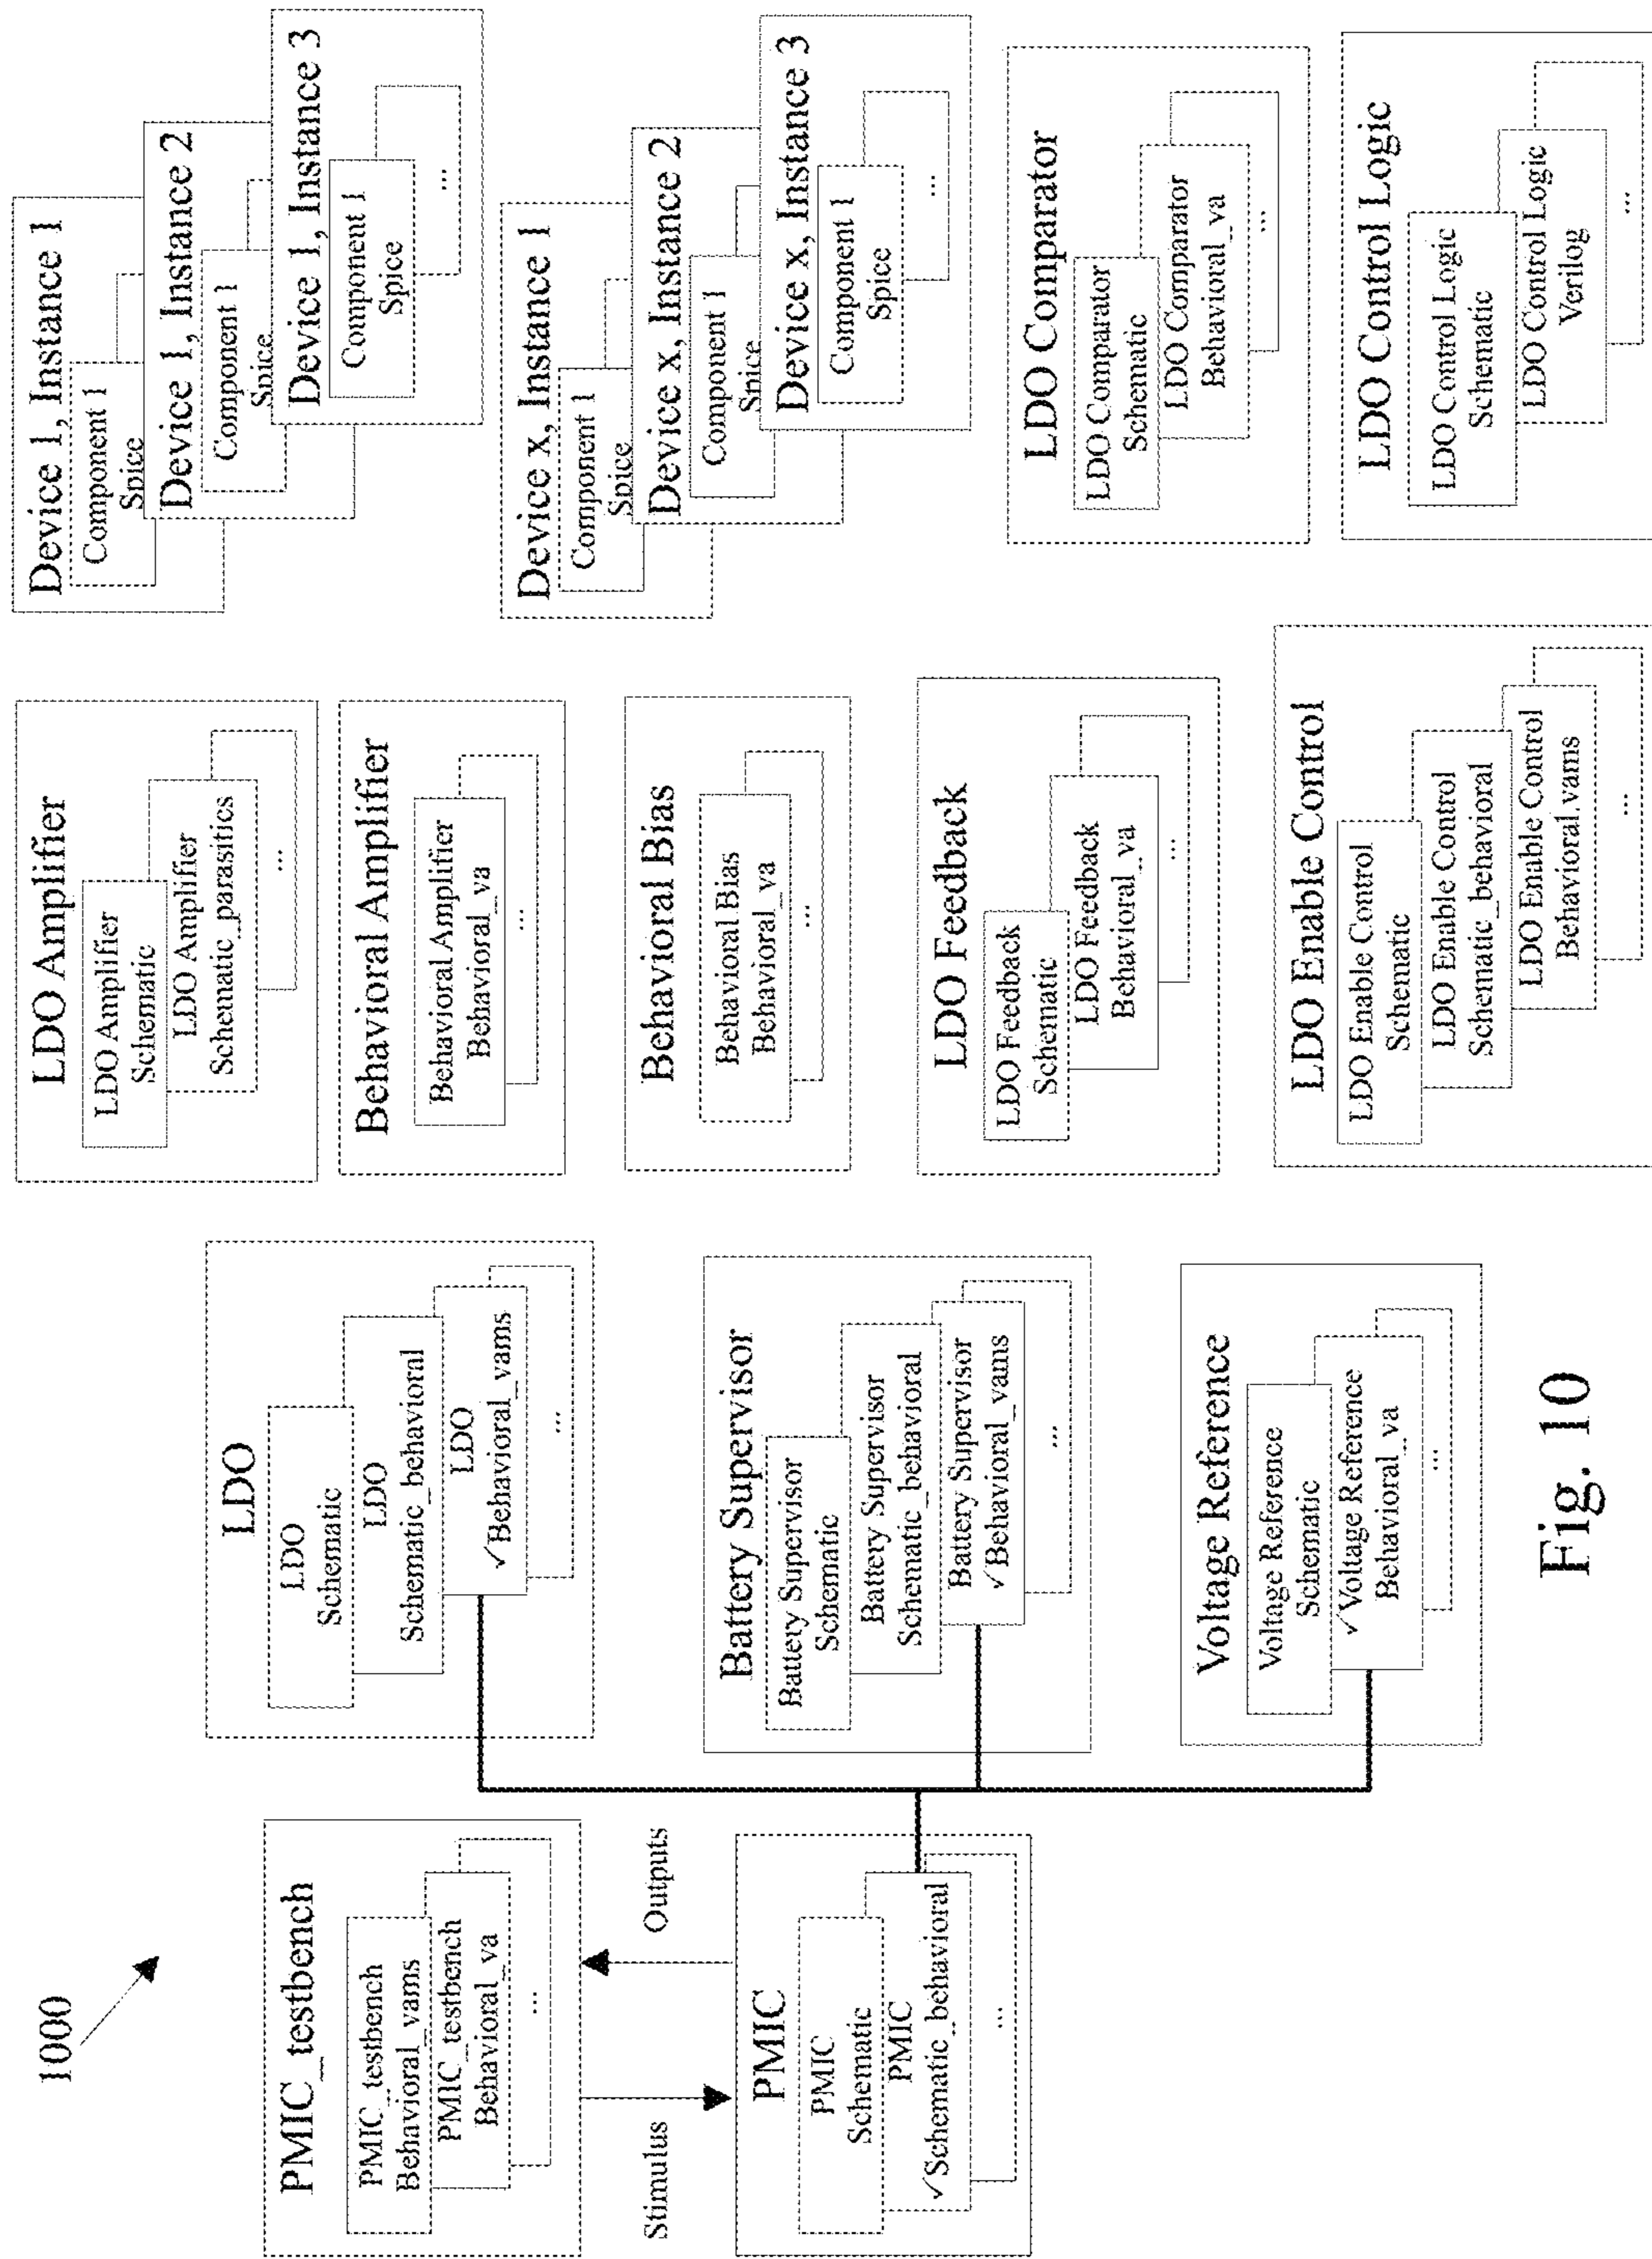 1000
PMIC_testbench
PMIC_testbench
Behavioral_vams
PMIC_testbench
Behavioral_va
...
Stimulus
Outputs
PMIC
PMIC
Schematic
PMIC
✓Schematic_behavioral
...
LDO
LDO
Schematic
LDO
Schematic_behavioral
LDO
✓Behavioral_vams
...
Battery Supervisor
Battery Supervisor
Schematic
Battery Supervisor
Schematic_behavioral
Battery Supervisor
✓Behavioral_vams
...
Voltage Reference
Voltage Reference
Schematic
✓Voltage Reference
Behavioral_va
...
LDO Amplifier
LDO Amplifier
Schematic
LDO Amplifier
Schematic_parasitics
...
Behavioral Amplifier
Behavioral Amplifier
Behavioral_va
...
Behavioral Bias
Behavioral Bias
Behavioral_va
...
LDO Feedback
LDO Feedback
Schematic
LDO Feedback
Behavioral_va
...
LDO Enable Control
LDO Enable Control
Schematic
LDO Enable Control
Schematic_behavioral
LDO Enable Control
Behavioral.vams
...
Device 1, Instance 1
Component 1
Spice
Device 1, Instance 2
Component 1
Spice
Device 1, Instance 3
Component 1
Spice
...
Device x, Instance 1
Component 1
Spice
Device x, Instance 2
Component 1
Spice
Device x, Instance 3
Component 1
Spice
...
LDO Comparator
LDO Comparator
Schematic
LDO Comparator
Behavioral_va
...
LDO Control Logic
LDO Control Logic
Schematic
LDO Control Logic
Verilog
...
Fig. 10